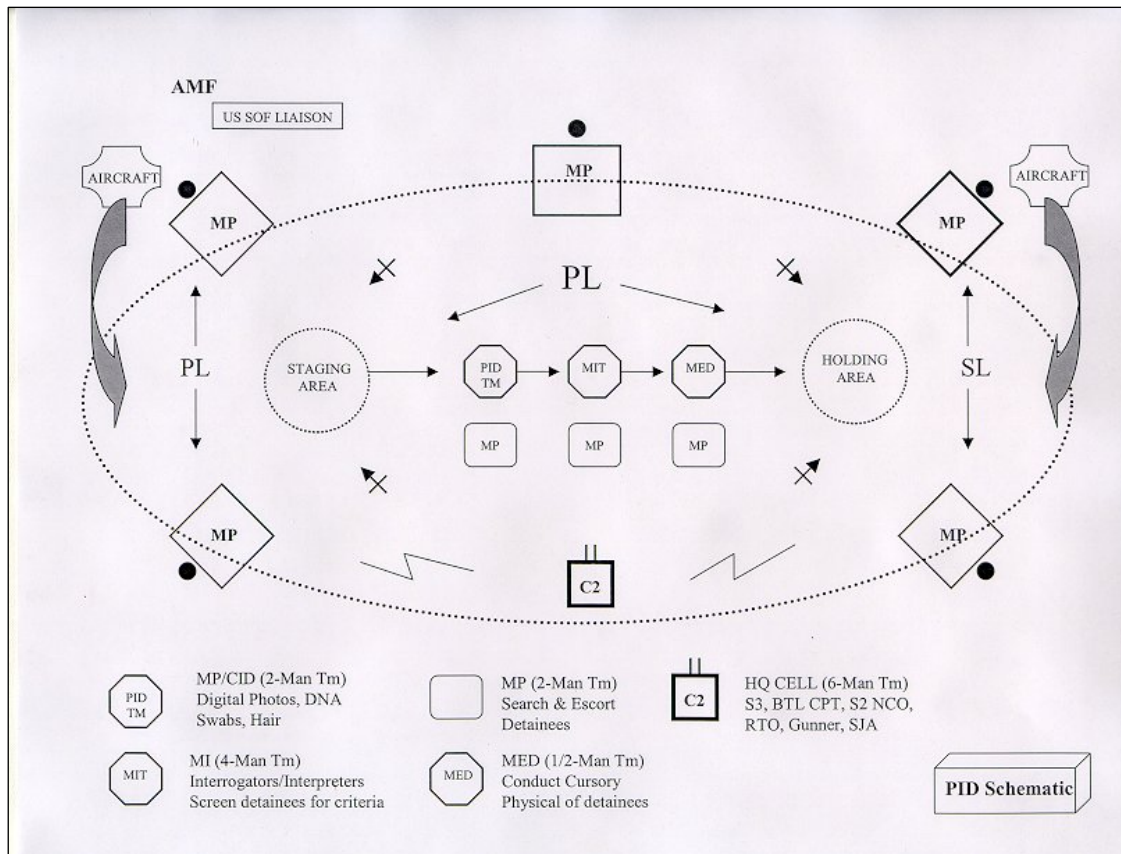 AMF
US SOF LIAISON
AIRCRAFT
MP
MP
MP
AIRCRAFT
PL
PL
SL
STAGING
AREA
PID
TM
MIT
MED
HOLDING
AREA
MP
MP
MP
MP
C2
MP
PID
TM
MP/CID (2-Man Tm)
Digital Photos, DNA
Swabs, Hair
MP (2-Man Tm)
Search & Escort
Detainees
C2
HQ CELL (6-Man Tm)
S3, BTL CPT, S2 NCO,
RTO, Gunner, SJA
MIT
MI (4-Man Tm)
Interrogators/Interpreters
Screen detainees for criteria
MED
MED (1/2-Man Tm)
Conduct Cursory
Physical of detainees
PID Schematic